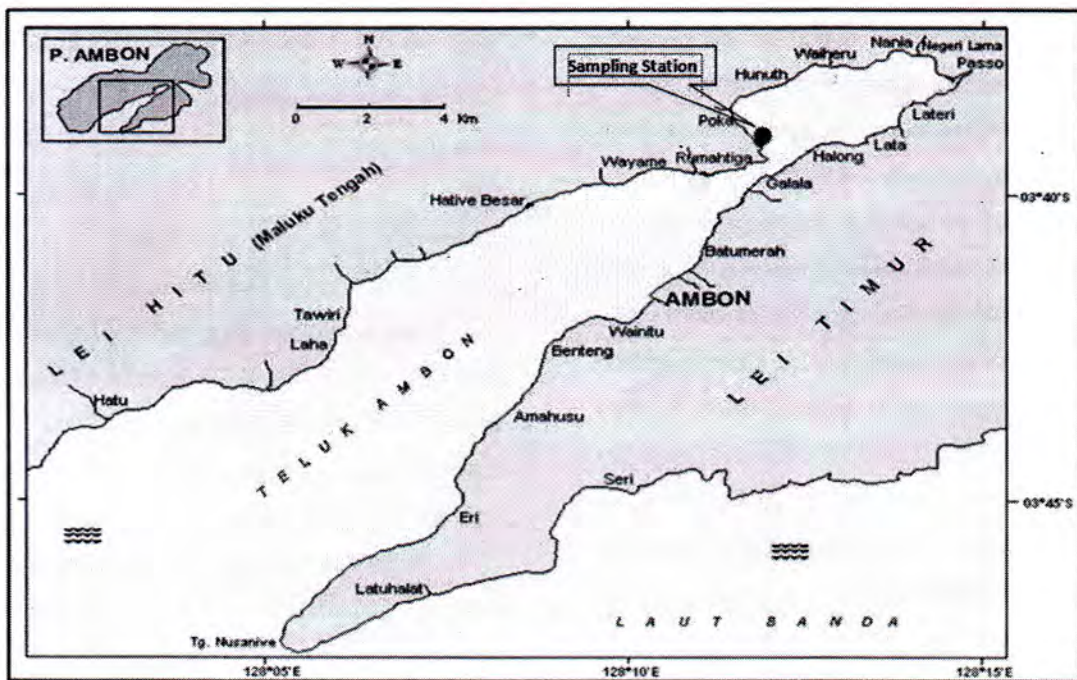 P. AMBON
N
W E
S
0 2 4 Km
Sampling Station
Nania
Negeri Lama
Waiheru
Passo
Hunuth
Lateri
Poka
Lata
Halong
Rumahtiga
Wayame
Galala
03°40'S
Hative Besar
LEI HITU (Maluku Tengah)
Batumerah
AMBON
LEI TIMUR
Tawiri
Wainitu
Laha
Benteng
TELUK AMBON
Hatu
Amahusu
Seri
03°45'S
Eri
Latuhalat
LAUT BANDA
Tg. Nusanive
128°05'E
128°10'E
128°15'E